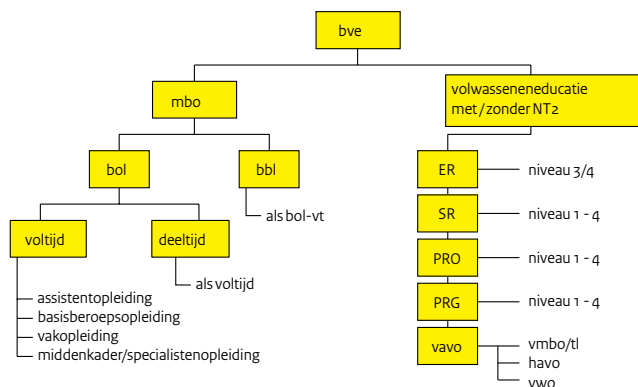 bve
mbo
volwasseneneducatie
met/zonder NT2
bol
bbl
ER
niveau 3/4
als bol-vt
SR
niveau 1 - 4
voltijd
deeltijd
PRO
niveau 1 - 4
als voltijd
assistentopleiding
basisberoepsopleiding
vakopleiding
middenkader/specialistenopleiding
PRG
niveau 1 - 4
vavo
vmbo/tl
havo
vwo